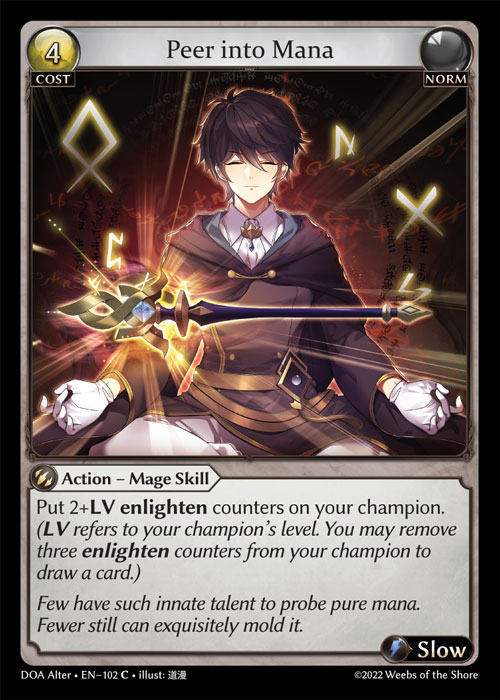 4
COST
Peer into Mana
NORM
Action – Mage Skill
Put 2+LV enlighten counters on your champion.
(LV refers to your champion's level. You may remove
three enlighten counters from your champion to
draw a card.)
Few have such innate talent to probe pure mana.
Fewer still can exquisitely mold it.
Slow
DOA Alter • EN–102 C • illust: 道漫
©2022 Weebs of the Shore